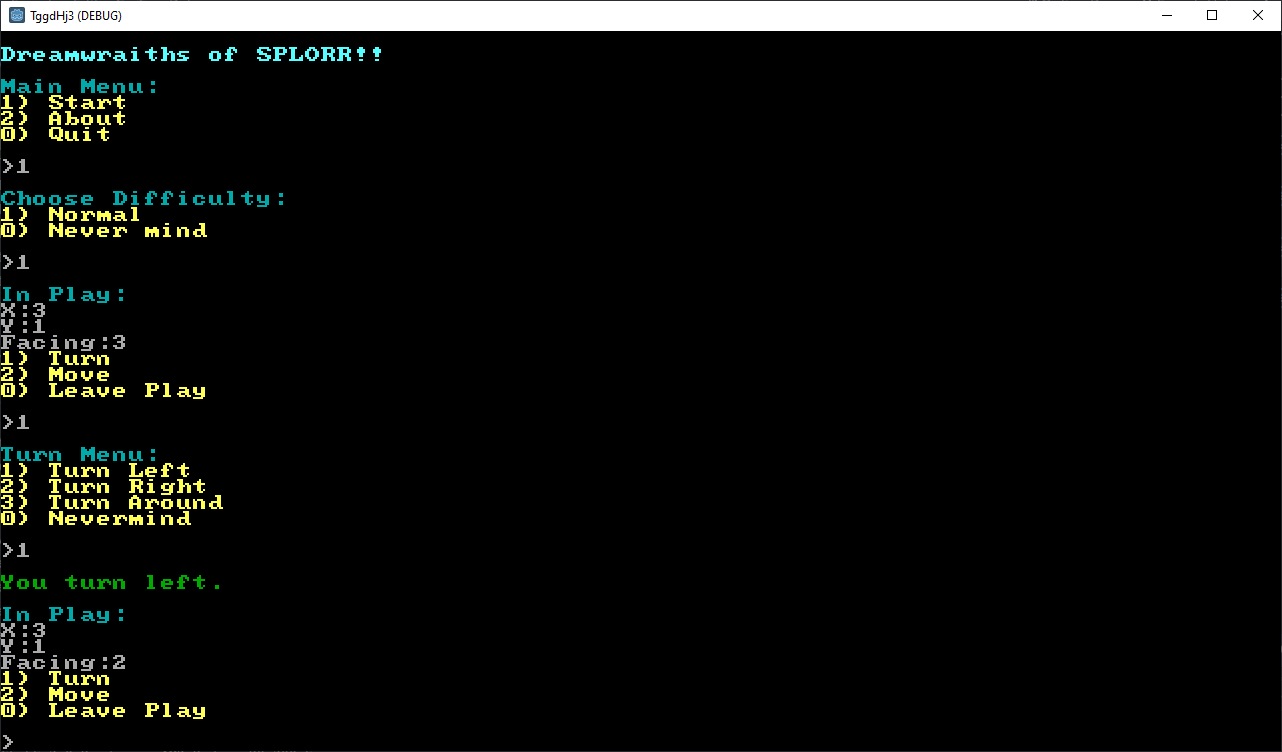 TggdHj3 (DEBUG)
Dreamwraiths of SPLORR!!
Main Menu:
1) Start
2) About
0) Quit
>1
Choose Difficulty:
1) Normal
0) Never mind
>1
In Play:
X:3
Y:1
Facing:3
1) Turn
2) Move
0) Leave Play
>1
Turn Menu:
1) Turn Left
2) Turn Right
3) Turn Around
0) Nevermind
>1
You turn left.
In Play:
X:3
Y:1
Facing:2
1) Turn
2) Move
0) Leave Play
>